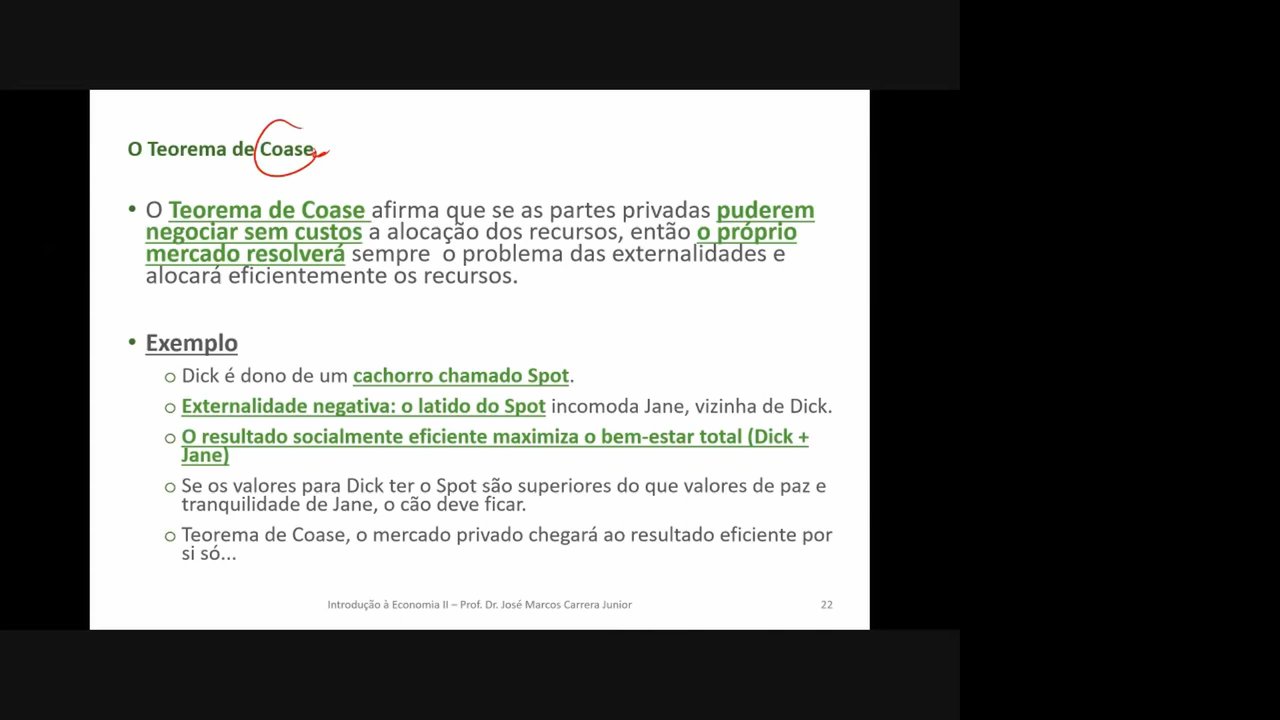 O Teorema de Coase
• O Teorema de Coase afirma que se as partes privadas puderem
negociar sem custos a alocação dos recursos, então o próprio
mercado resolverá sempre o problema das externalidades e
alocará eficientemente os recursos.
• Exemplo
o Dick é dono de um cachorro chamado Spot.
o Externalidade negativa: o latido do Spot incomoda Jane, vizinha de Dick.
o O resultado socialmente eficiente maximiza o bem-estar total (Dick +
Jane)
o Se os valores para Dick ter o Spot são superiores do que valores de paz e
tranquilidade de Jane, o cão deve ficar.
o Teorema de Coase, o mercado privado chegará ao resultado eficiente por
si só...
Introdução à Economia II – Prof. Dr. José Marcos Carrera Junior
22